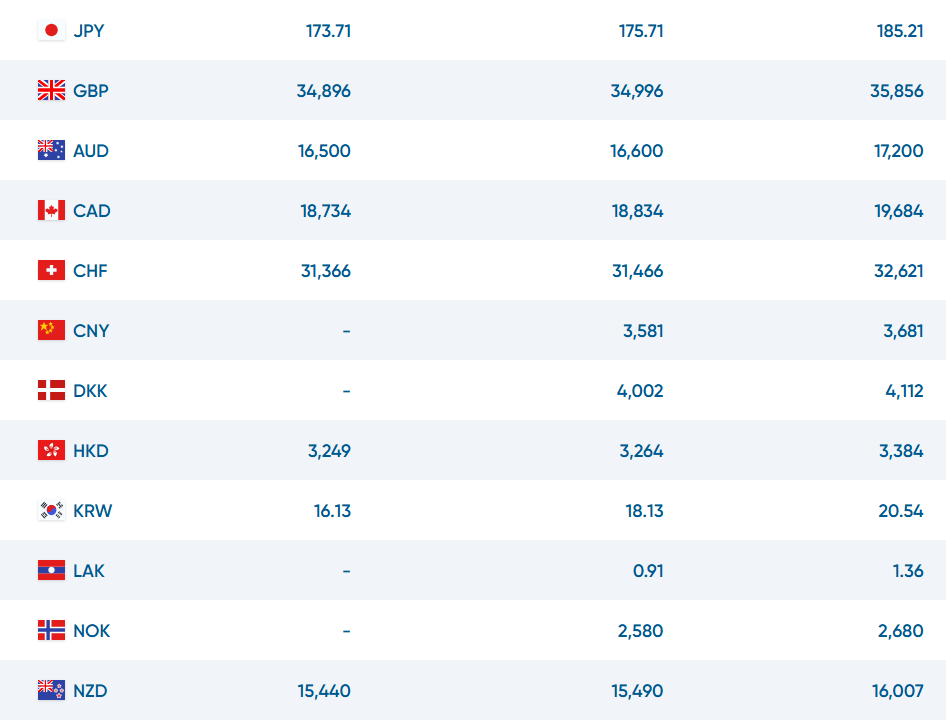 JPY 173.71 175.71 185.21
GBP 34,896 34,996 35,856
AUD 16,500 16,600 17,200
CAD 18,734 18,834 19,684
CHF 31,366 31,466 32,621
CNY - 3,581 3,681
DKK - 4,002 4,112
HKD 3,249 3,264 3,384
KRW 16.13 18.13 20.54
LAK - 0.91 1.36
NOK - 2,580 2,680
NZD 15,440 15,490 16,007